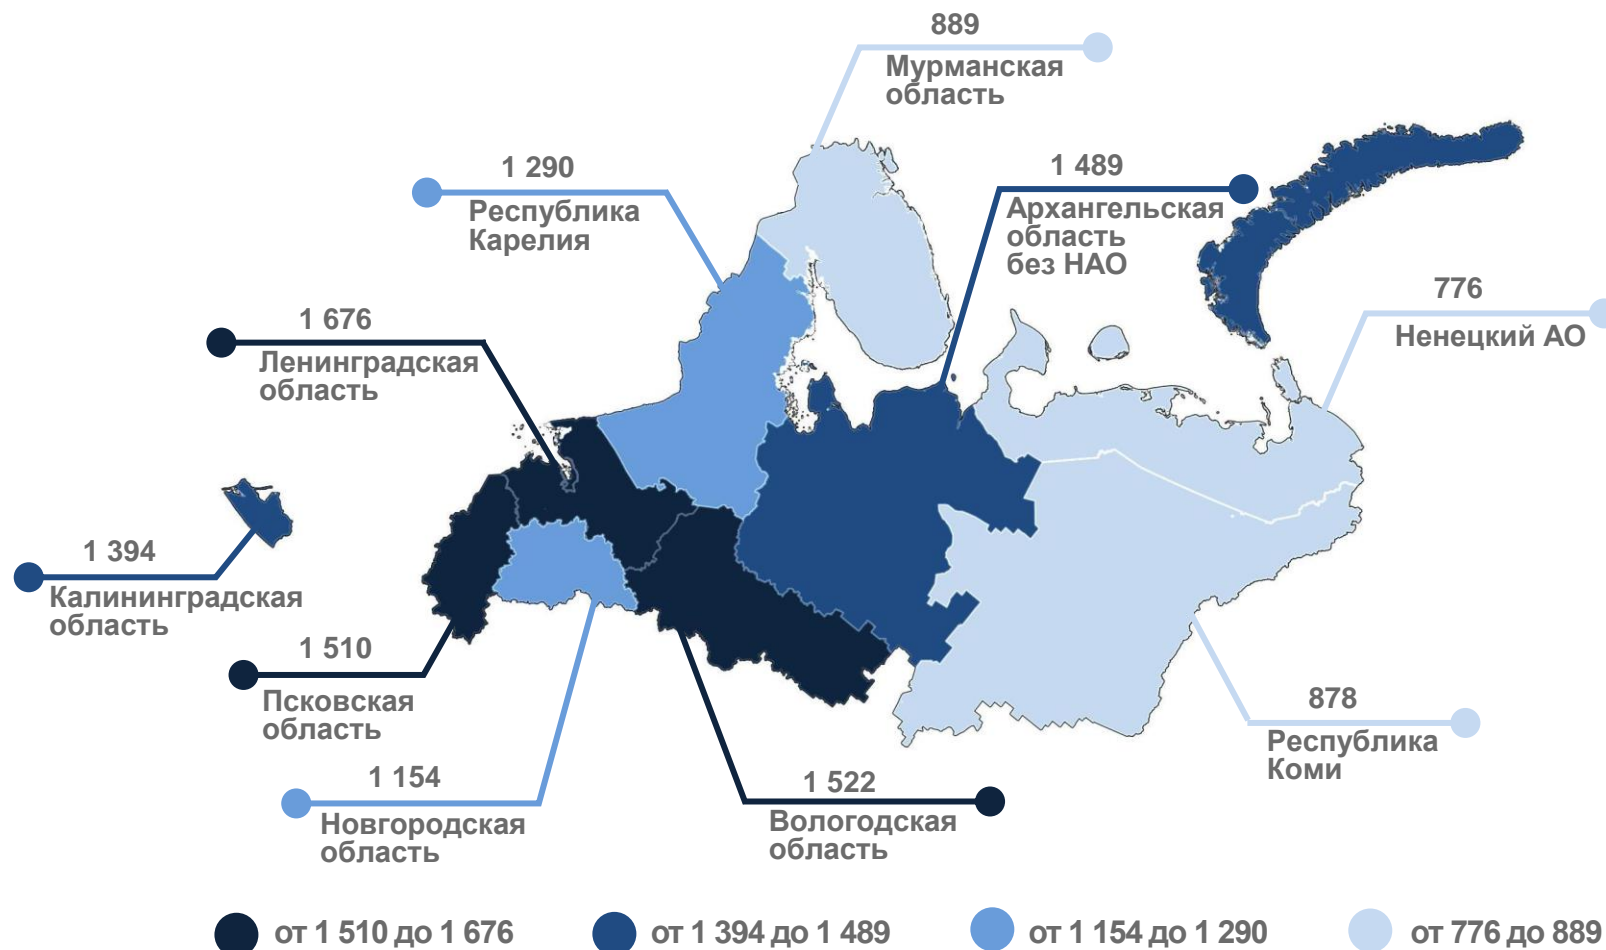 889
Мурманская
область
1 290
Республика
Карелия
1 489
Архангельская
область
без НАО
776
Ненецкий АО
1 676
Ленинградская
область
1 394
Калининградская
область
1 510
Псковская
область
878
Республика
Коми
1 154
Новгородская
область
1 522
Вологодская
область
от 1 510 до 1 676
от 1 394 до 1 489
от 1 154 до 1 290
от 776 до 889